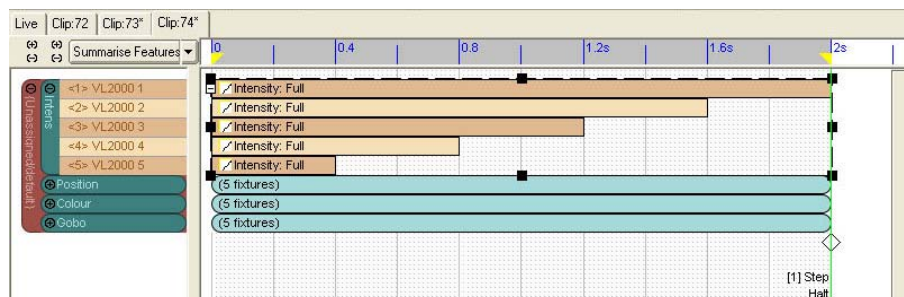 Live Clip:72 Clip:73* Clip:74*
Summarise Features 0 0.4 0.8 1.2s 1.6s 2s
(Unassigned/default)
Intens
<1> VL2000 1 Intensity: Full
<2> VL2000 2 Intensity: Full
<3> VL2000 3 Intensity: Full
<4> VL2000 4 Intensity: Full
<5> VL2000 5 Intensity: Full
Position (5 fixtures)
Colour (5 fixtures)
Gobo (5 fixtures)
[1] Step
Halt